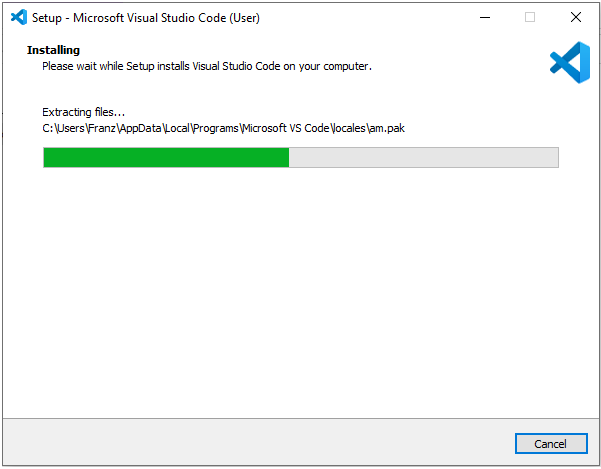 Setup - Microsoft Visual Studio Code (User)
Installing
Please wait while Setup installs Visual Studio Code on your computer.
Extracting files...
C:\Users\Franz\AppData\Local\Programs\Microsoft VS Code\locales\am.pak
Cancel